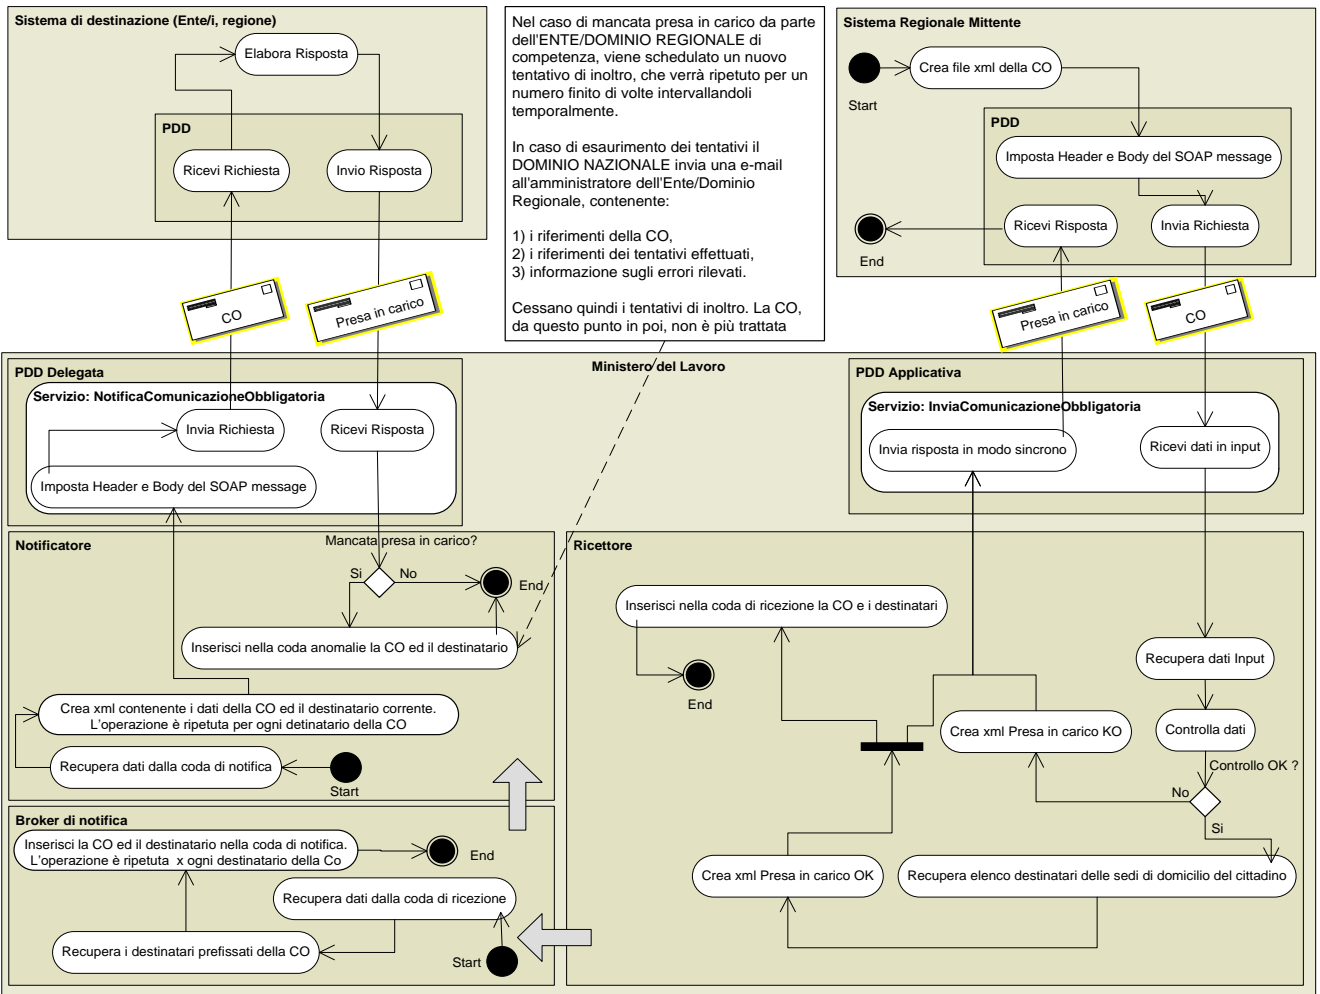 Sistema di destinazione (Ente/i, regione)
Elabora Risposta
PDD
Ricevi Richiesta
Invio Risposta
CO
Presa in carico
Nel caso di mancata presa in carico da parte
dell'ENTE/DOMINIO REGIONALE di
competenza, viene schedulato un nuovo
tentativo di inoltro, che verrà ripetuto per un
numero finito di volte intervallandoli
temporalmente.
In caso di esaurimento dei tentativi il
DOMINIO NAZIONALE invia una e-mail
all'amministratore dell'Ente/Dominio
Regionale, contenente:
1) i riferimenti della CO,
2) i riferimenti dei tentativi effettuati,
3) informazione sugli errori rilevati.
Cessano quindi i tentativi di inoltro. La CO,
da questo punto in poi, non è più trattata
Sistema Regionale Mittente
Start
Crea file xml della CO
PDD
Imposta Header e Body del SOAP message
Ricevi Risposta
Invia Richiesta
End
Presa in carico
CO
Ministero del Lavoro
PDD Delegata
Servizio: NotificaComunicazioneObbligatoria
Invia Richiesta
Ricevi Risposta
Imposta Header e Body del SOAP message
PDD Applicativa
Servizio: InviaComunicazioneObbligatoria
Invia risposta in modo sincrono
Ricevi dati in input
Notificatore
Mancata presa in carico?
Si
No
End
Inserisci nella coda anomalie la CO ed il destinatario
Crea xml contenente i dati della CO ed il destinatario corrente.
L'operazione è ripetuta per ogni detinatario della CO
Recupera dati dalla coda di notifica
Start
Broker di notifica
Inserisci la CO ed il destinatario nella coda di notifica.
L'operazione è ripetuta x ogni destinatario della Co
End
Recupera dati dalla coda di ricezione
Recupera i destinatari prefissati della CO
Start
Ricettore
Inserisci nella coda di ricezione la CO e i destinatari
End
Recupera dati Input
Crea xml Presa in carico KO
Controlla dati
Controllo OK ?
No
Si
Crea xml Presa in carico OK
Recupera elenco destinatari delle sedi di domicilio del cittadino